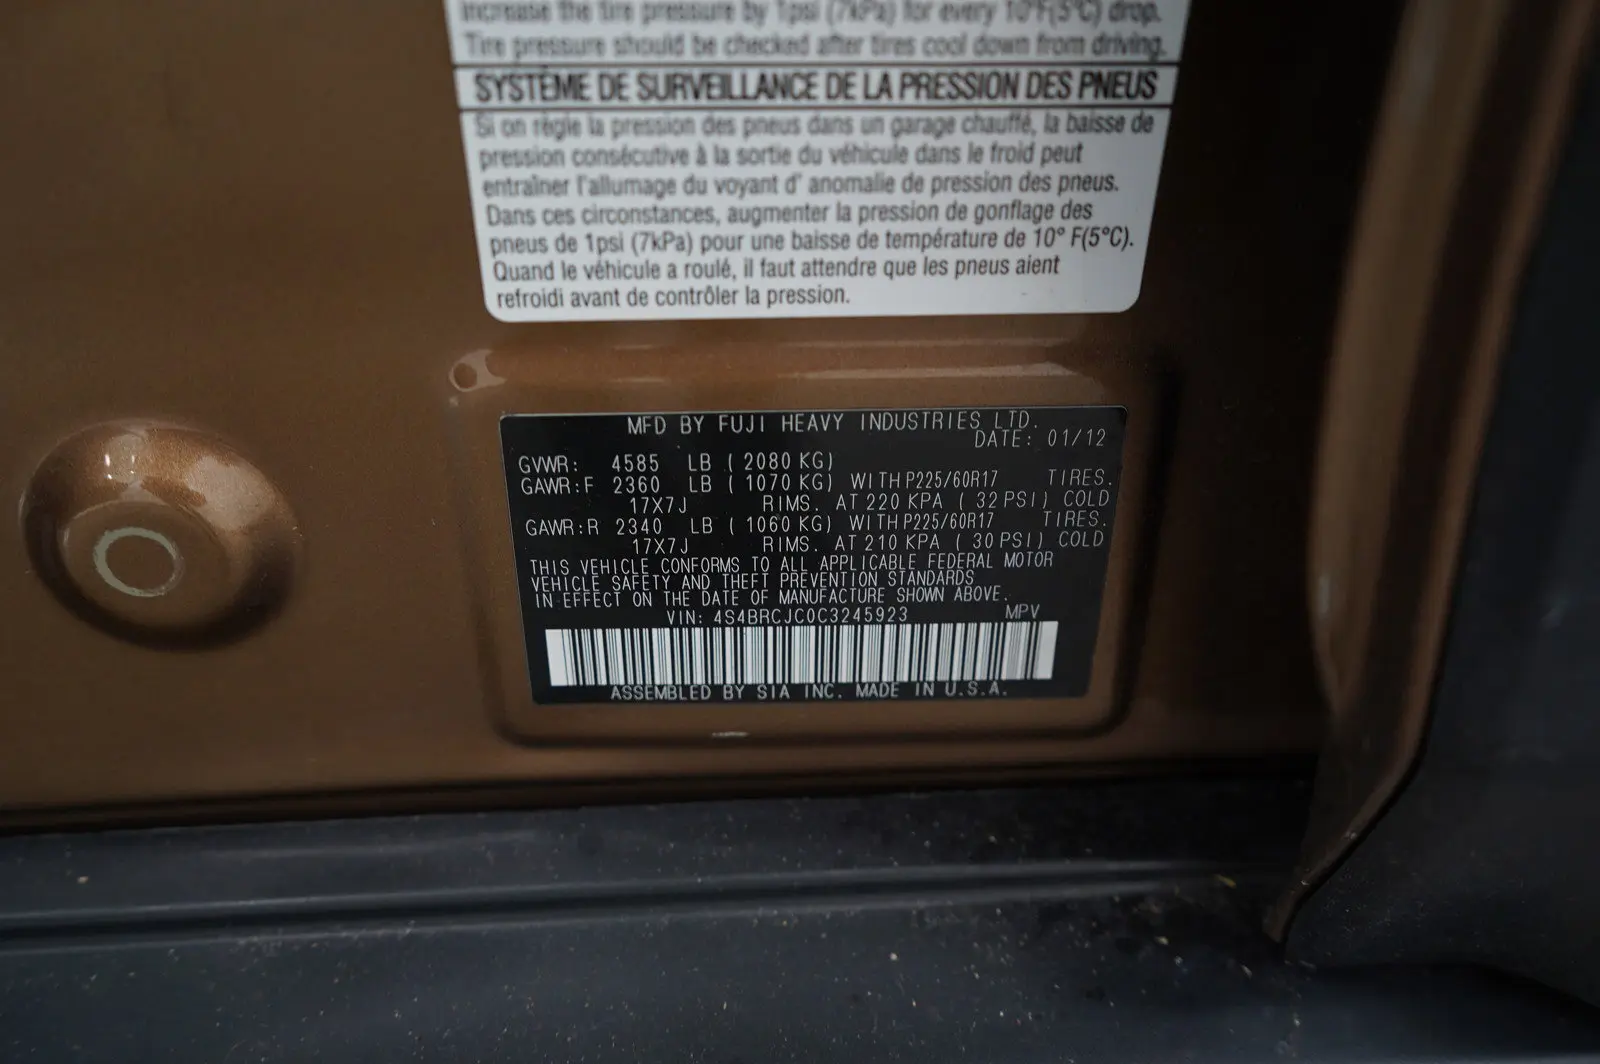 Increase the tire pressure by 1psi (7kPa) for every 10°F(5°C) drop.
Tire pressure should be checked after tires cool down from driving.
SYSTÈME DE SURVEILLANCE DE LA PRESSION DES PNEUS
Si on règle la pression des pneus dans un garage chauffé, la baisse de
pression consécutive à la sortie du véhicule dans le froid peut
entraîner l'allumage du voyant d' anomalie de pression des pneus.
Dans ces circonstances, augmenter la pression de gonflage des
pneus de 1psi (7kPa) pour une baisse de température de 10° F(5°C).
Quand le véhicule a roulé, il faut attendre que les pneus aient
refroidi avant de contrôler la pression.
MFD BY FUJI HEAVY INDUSTRIES LTD.
DATE: 01/12
GVWR: 4585 LB ( 2080 KG)
GAWR:F 2360 LB ( 1070 KG) WITH P225/60R17 TIRES.
17X7J RIMS. AT 220 KPA ( 32 PSI) COLD
GAWR:R 2340 LB ( 1060 KG) WITH P225/60R17 TIRES.
17X7J RIMS. AT 210 KPA ( 30 PSI) COLD
THIS VEHICLE CONFORMS TO ALL APPLICABLE FEDERAL MOTOR
VEHICLE SAFETY AND THEFT PREVENTION STANDARDS
IN EFFECT ON THE DATE OF MANUFACTURE SHOWN ABOVE.
VIN: 4S4BRCJC0C3245923 MPV
ASSEMBLED BY SIA INC. MADE IN U.S.A.